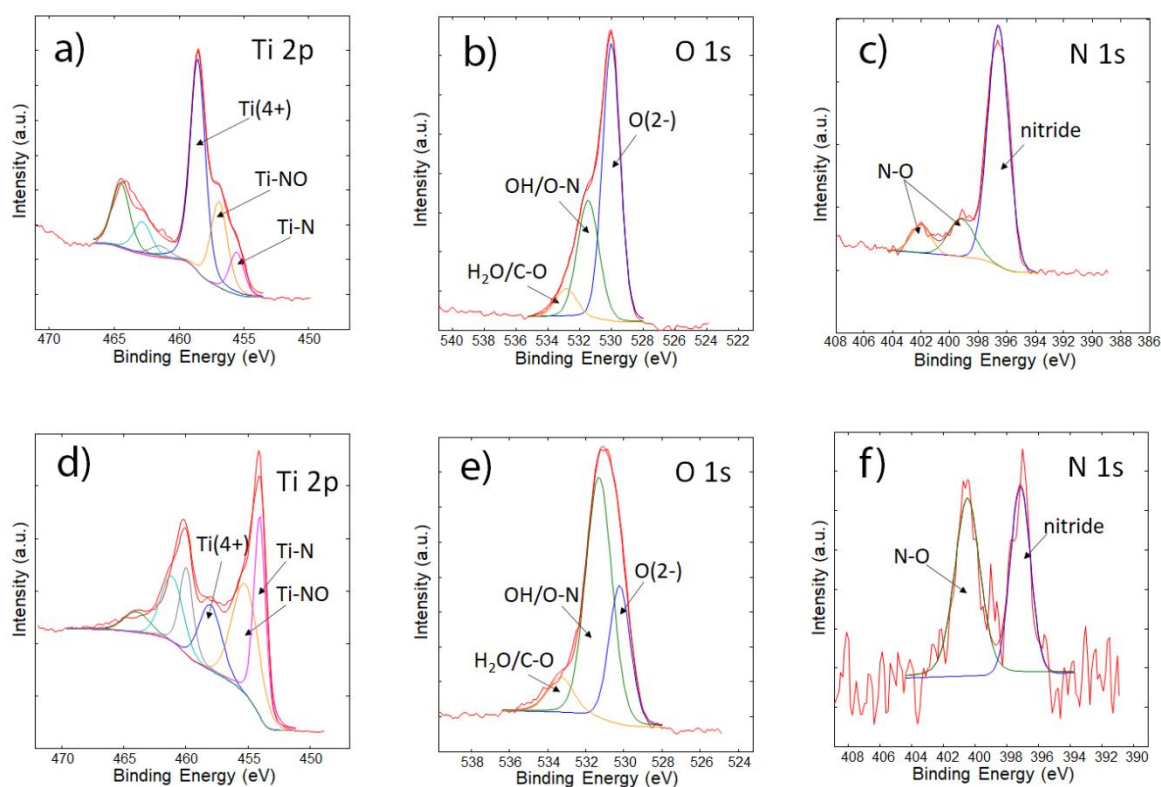 a)
Ti 2p
Ti(4+)
Ti-NO
Ti-N
Intensity (a.u.)
470 465 460 455 450
Binding Energy (eV)
b)
O 1s
O(2-)
OH/O-N
H₂O/C-O
Intensity (a.u.)
540 538 536 534 532 530 528 526 524 522
Binding Energy (eV)
c)
N 1s
nitride
N-O
Intensity (a.u.)
408 406 404 402 400 398 396 394 392 390 388 386
Binding Energy (eV)
d)
Ti 2p
Ti(4+)
Ti-N
Ti-NO
Intensity (a.u.)
470 465 460 455 450
Binding Energy (eV)
e)
O 1s
O(2-)
OH/O-N
H₂O/C-O
Intensity (a.u.)
538 536 534 532 530 528 526 524
Binding Energy (eV)
f)
N 1s
nitride
N-O
Intensity (a.u.)
408 406 404 402 400 398 396 394 392 390
Binding Energy (eV)